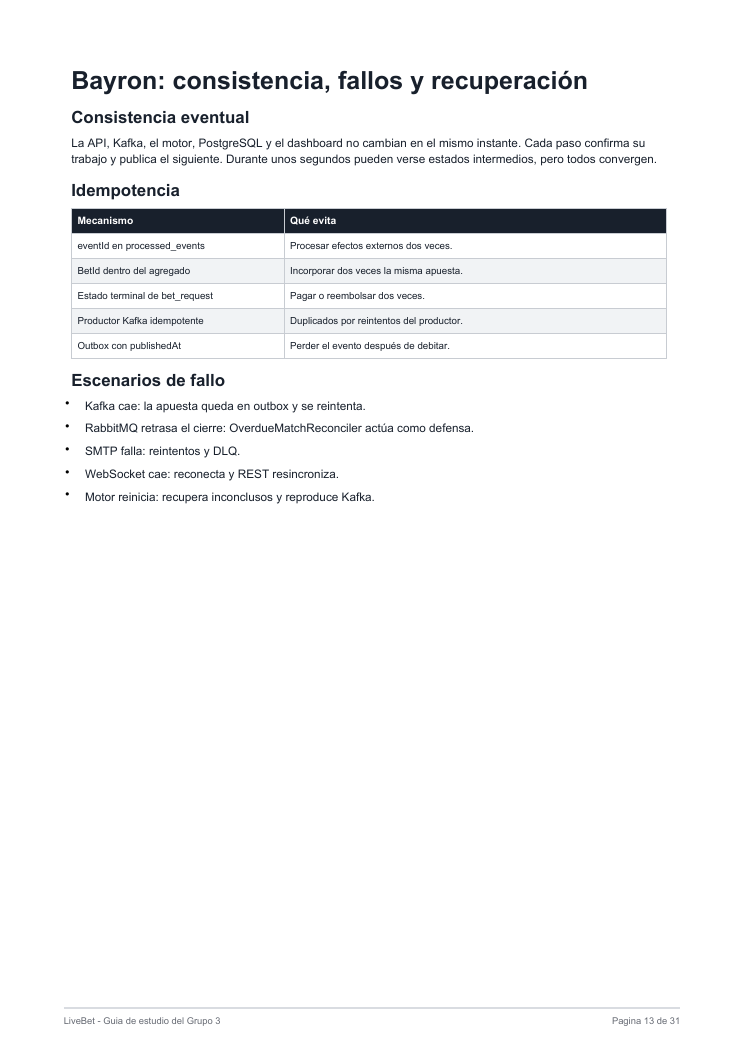 Bayron: consistencia, fallos y recuperación
Consistencia eventual
La API, Kafka, el motor, PostgreSQL y el dashboard no cambian en el mismo instante. Cada paso confirma su
trabajo y publica el siguiente. Durante unos segundos pueden verse estados intermedios, pero todos convergen.
Idempotencia
Mecanismo Qué evita
eventId en processed_events Procesar efectos externos dos veces.
BetId dentro del agregado Incorporar dos veces la misma apuesta.
Estado terminal de bet_request Pagar o reembolsar dos veces.
Productor Kafka idempotente Duplicados por reintentos del productor.
Outbox con publishedAt Perder el evento después de debitar.
Escenarios de fallo
• Kafka cae: la apuesta queda en outbox y se reintenta.
• RabbitMQ retrasa el cierre: OverdueMatchReconciler actúa como defensa.
• SMTP falla: reintentos y DLQ.
• WebSocket cae: reconecta y REST resincroniza.
• Motor reinicia: recupera inconclusos y reproduce Kafka.
LiveBet - Guia de estudio del Grupo 3 Pagina 13 de 31